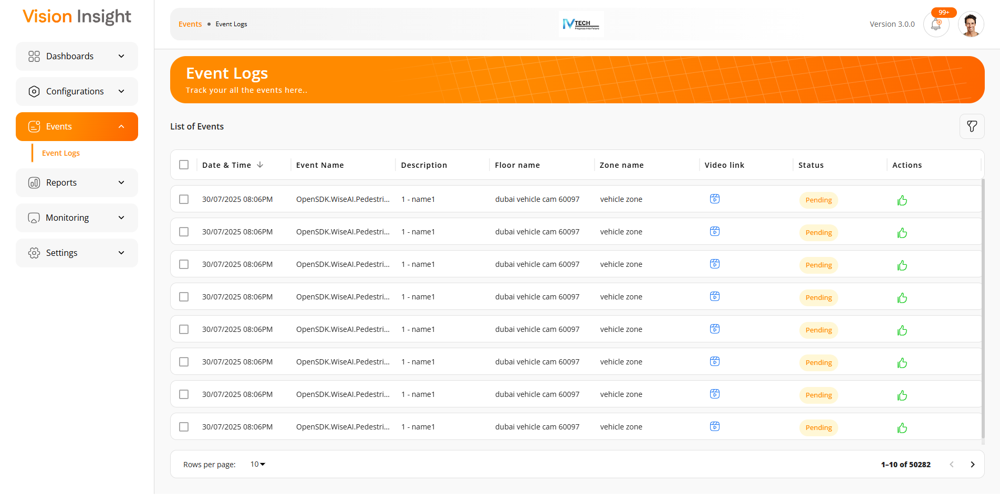 Vision Insight
Events • Event Logs
IVTECH
Progress Into Future
Version 3.0.0
99+
Dashboards
Configurations
Events
Event Logs
Reports
Monitoring
Settings
Event Logs
Track your all the events here..
List of Events
Date & Time Event Name Description Floor name Zone name Video link Status Actions
30/07/2025 08:06PM OpenSDK.WiseAI.Pedestri... 1 - name1 dubai vehicle cam 60097 vehicle zone Pending
30/07/2025 08:06PM OpenSDK.WiseAI.Pedestri... 1 - name1 dubai vehicle cam 60097 vehicle zone Pending
30/07/2025 08:06PM OpenSDK.WiseAI.Pedestri... 1 - name1 dubai vehicle cam 60097 vehicle zone Pending
30/07/2025 08:06PM OpenSDK.WiseAI.Pedestri... 1 - name1 dubai vehicle cam 60097 vehicle zone Pending
30/07/2025 08:06PM OpenSDK.WiseAI.Pedestri... 1 - name1 dubai vehicle cam 60097 vehicle zone Pending
30/07/2025 08:06PM OpenSDK.WiseAI.Pedestri... 1 - name1 dubai vehicle cam 60097 vehicle zone Pending
30/07/2025 08:06PM OpenSDK.WiseAI.Pedestri... 1 - name1 dubai vehicle cam 60097 vehicle zone Pending
30/07/2025 08:06PM OpenSDK.WiseAI.Pedestri... 1 - name1 dubai vehicle cam 60097 vehicle zone Pending
Rows per page: 10 1–10 of 50282